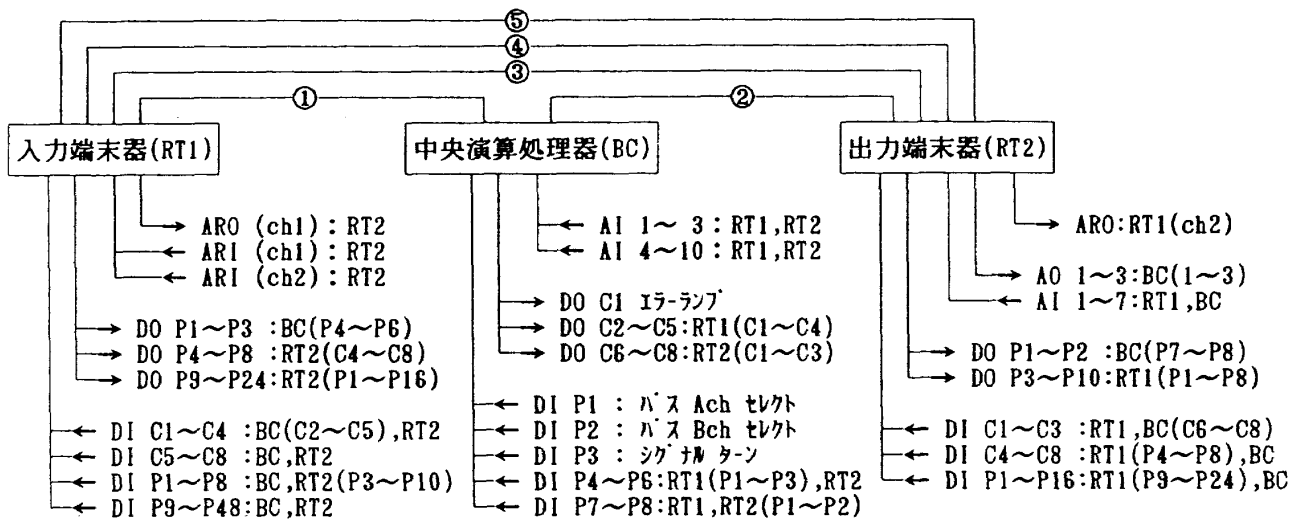 ⑤
④
③
① ②
入力端末器(RT1) 中央演算処理器(BC) 出力端末器(RT2)
→ ARO (ch1) : RT2
← ARI (ch1) : RT2
← ARI (ch2) : RT2
→ DO P1~P3 :BC(P4~P6)
→ DO P4~P8 :RT2(C4~C8)
→ DO P9~P24:RT2(P1~P16)
← DI C1~C4 :BC(C2~C5),RT2
← DI C5~C8 :BC,RT2
← DI P1~P8 :BC,RT2(P3~P10)
← DI P9~P48:BC,RT2
← AI 1~ 3 : RT1,RT2
← AI 4~10 : RT1,RT2
→ DO C1 エラーランプ
→ DO C2~C5:RT1(C1~C4)
→ DO C6~C8:RT2(C1~C3)
← DI P1 : バス Ach セレクト
← DI P2 : バス Bch セレクト
← DI P3 : シグナル ターン
← DI P4~P6:RT1(P1~P3),RT2
← DI P7~P8:RT1,RT2(P1~P2)
→ ARO:RT1(ch2)
→ AO 1~3:BC(1~3)
← AI 1~7:RT1,BC
→ DO P1~P2 :BC(P7~P8)
→ DO P3~P10:RT1(P1~P8)
← DI C1~C3 :RT1,BC(C6~C8)
← DI C4~C8 :RT1(P4~P8),BC
← DI P1~P16:RT1(P9~P24),BC